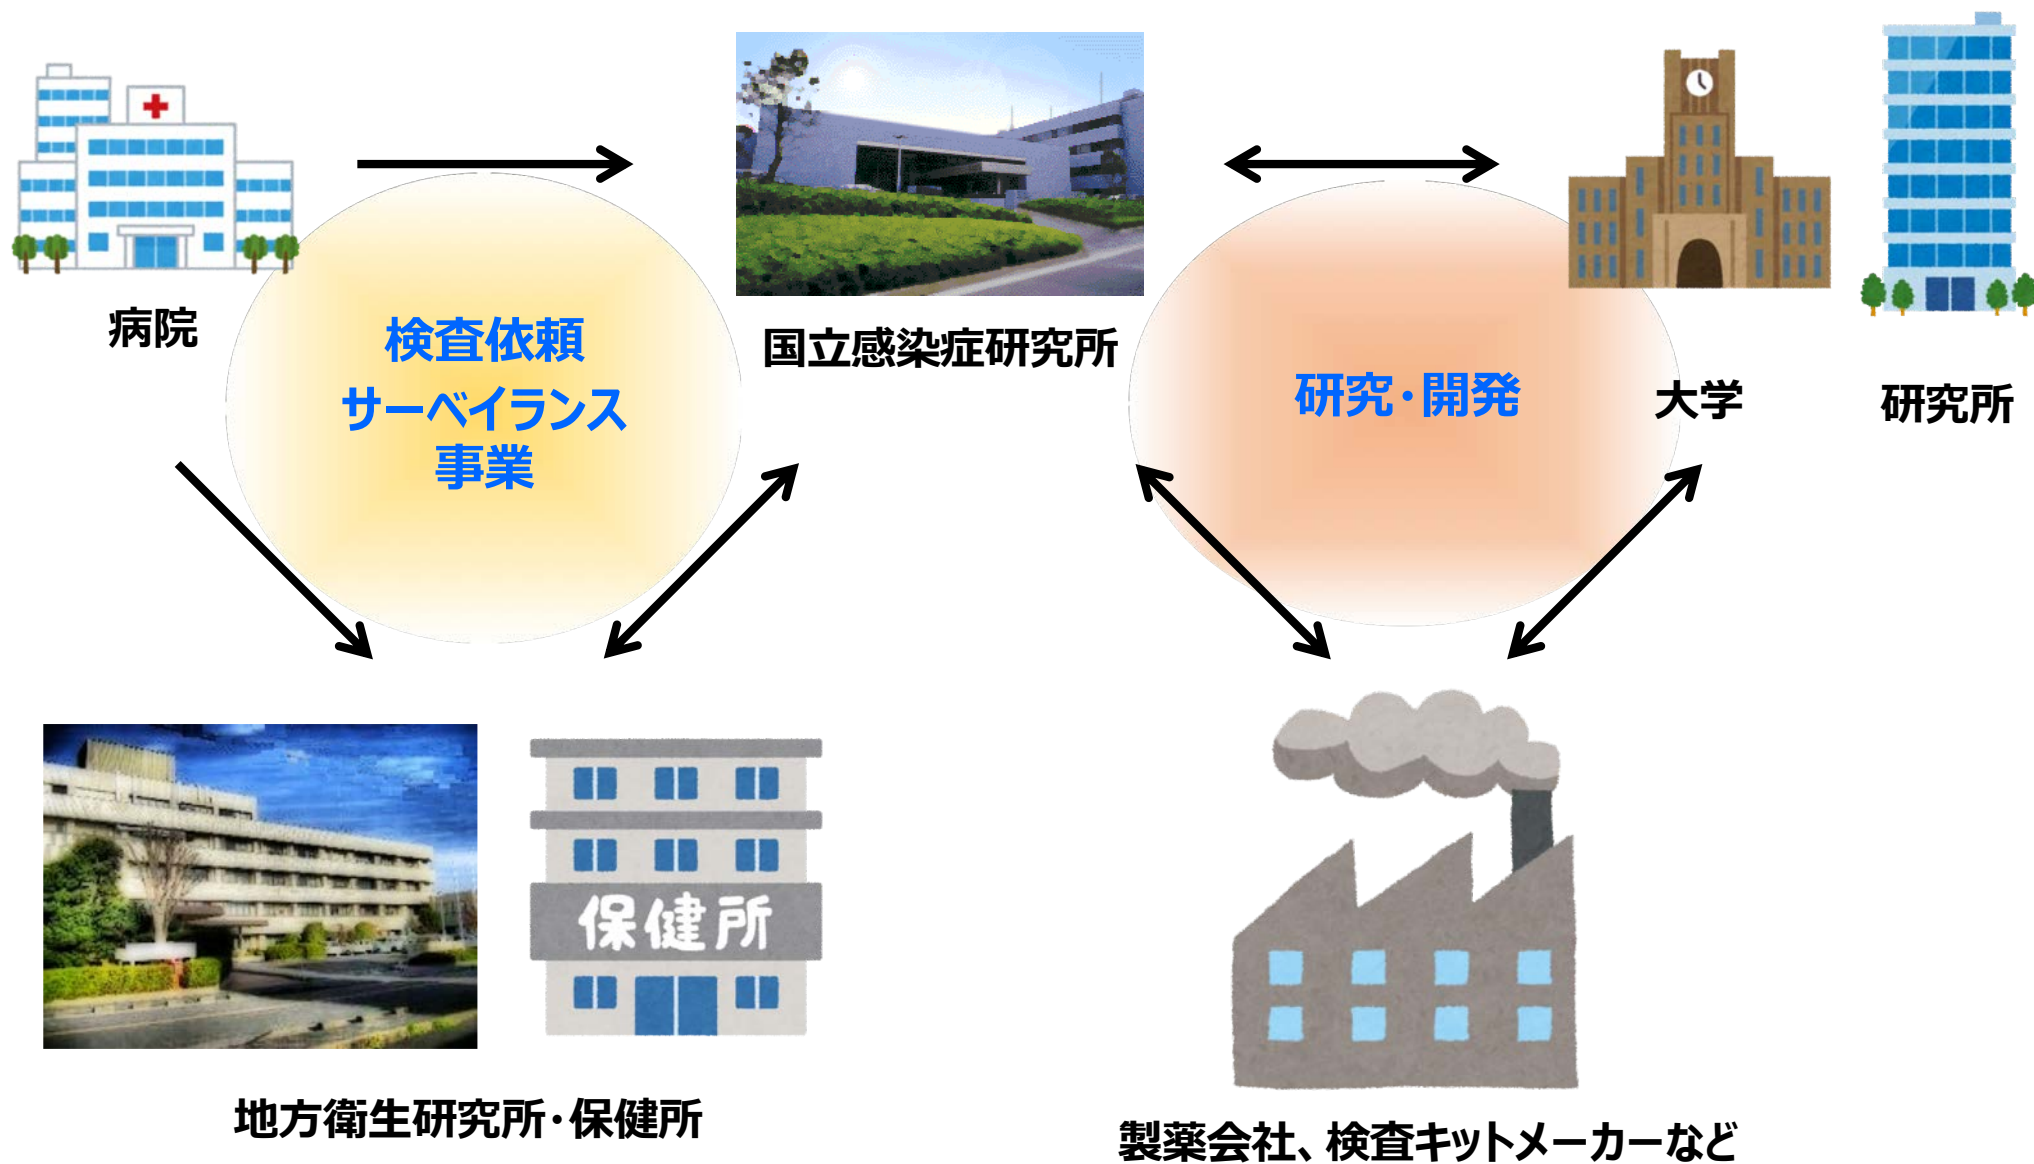 病院
検査依頼
サーベイランス
事業
国立感染症研究所
研究・開発
大学
研究所
保健所
地方衛生研究所・保健所
製薬会社、検査キットメーカーなど